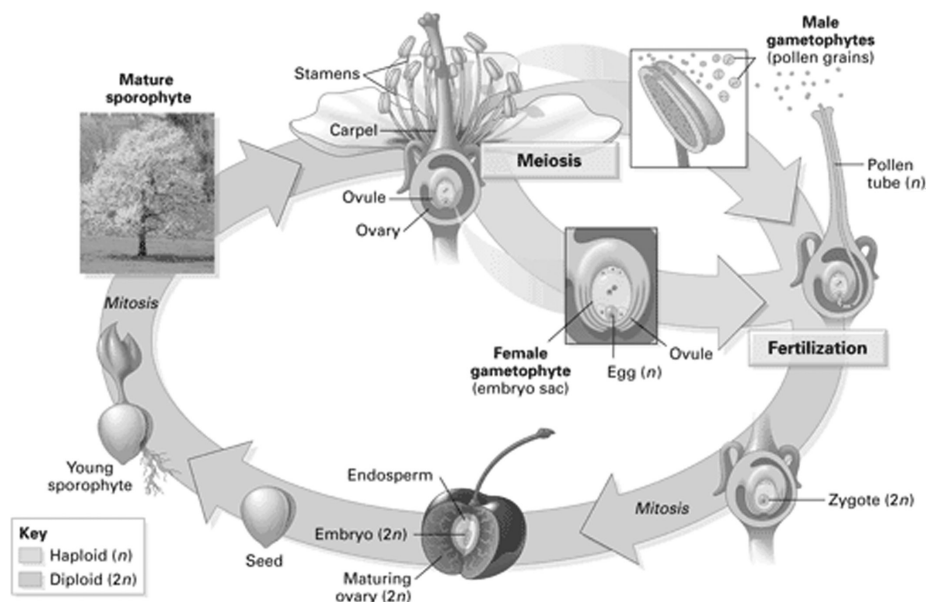 Mature
sporophyte
Stamens
Carpel
Ovule
Ovary
Meiosis
Male
gametophytes
(pollen grains)
Pollen
tube (n)
Mitosis
Female
gametophyte
(embryo sac)
Egg (n)
Ovule
Fertilization
Young
sporophyte
Seed
Endosperm
Embryo (2n)
Maturing
ovary (2n)
Mitosis
Zygote (2n)
Key
Haploid (n)
Diploid (2n)